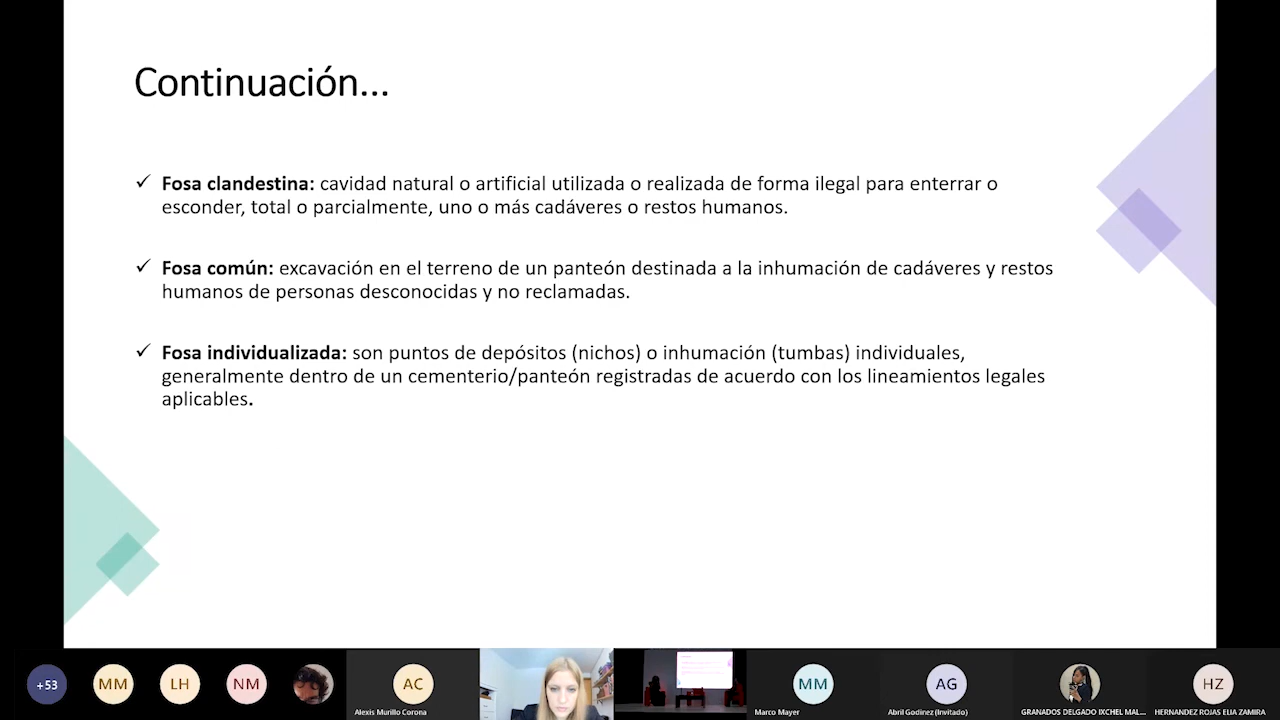 Continuación...
✓ Fosa clandestina: cavidad natural o artificial utilizada o realizada de forma ilegal para enterrar o
esconder, total o parcialmente, uno o más cadáveres o restos humanos.
✓ Fosa común: excavación en el terreno de un panteón destinada a la inhumación de cadáveres y restos
humanos de personas desconocidas y no reclamadas.
✓ Fosa individualizada: son puntos de depósitos (nichos) o inhumación (tumbas) individuales,
generalmente dentro de un cementerio/panteón registradas de acuerdo con los lineamientos legales
aplicables.
+53
MM
LH
NM
AC
Alexis Murillo Corona
MM
Marco Mayer
AG
Abril Godinez (Invitado)
GRANADOS DELGADO IXCHEL MAL...
HZ
HERNANDEZ ROJAS ELIA ZAMIRA